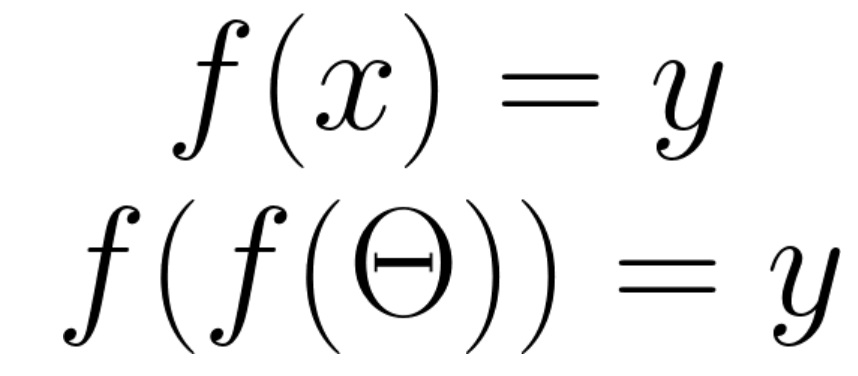 f(x) = y
f(f(Θ)) = y